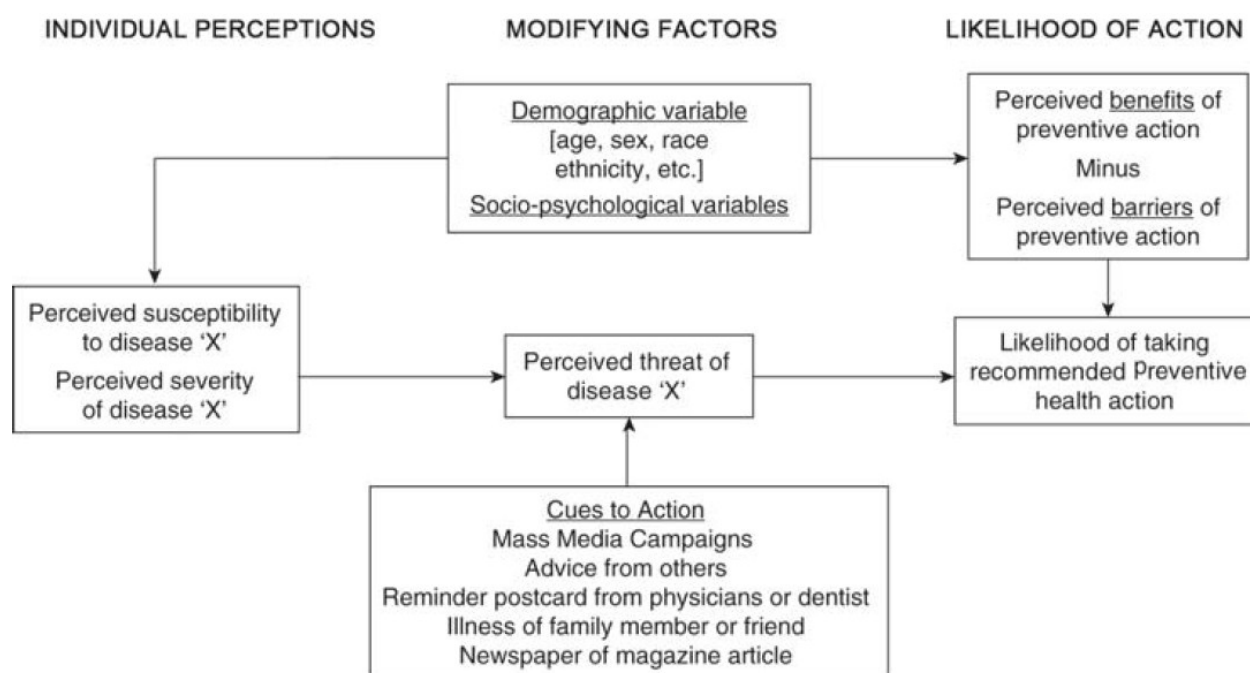 INDIVIDUAL PERCEPTIONS
MODIFYING FACTORS
LIKELIHOOD OF ACTION
Demographic variable
[age, sex, race
ethnicity, etc.]
Socio-psychological variables
Perceived benefits of
preventive action
Minus
Perceived barriers of
preventive action
Perceived susceptibility
to disease ‘X’
Perceived severity
of disease ‘X’
Perceived threat of
disease ‘X’
Likelihood of taking
recommended Preventive
health action
Cues to Action
Mass Media Campaigns
Advice from others
Reminder postcard from physicians or dentist
Illness of family member or friend
Newspaper of magazine article